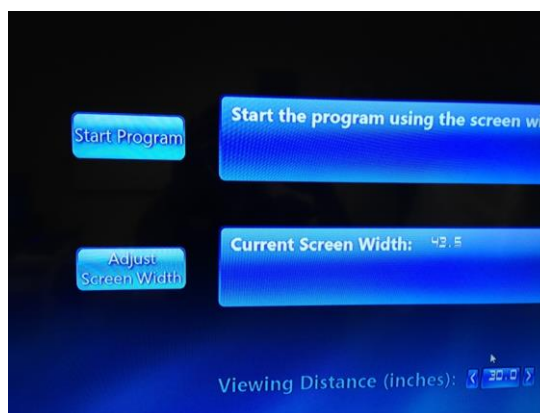 Start Program
Start the program using the screen
Adjust
Screen Width
Current Screen Width: 43.5
Viewing Distance (inches): < 30.0 >